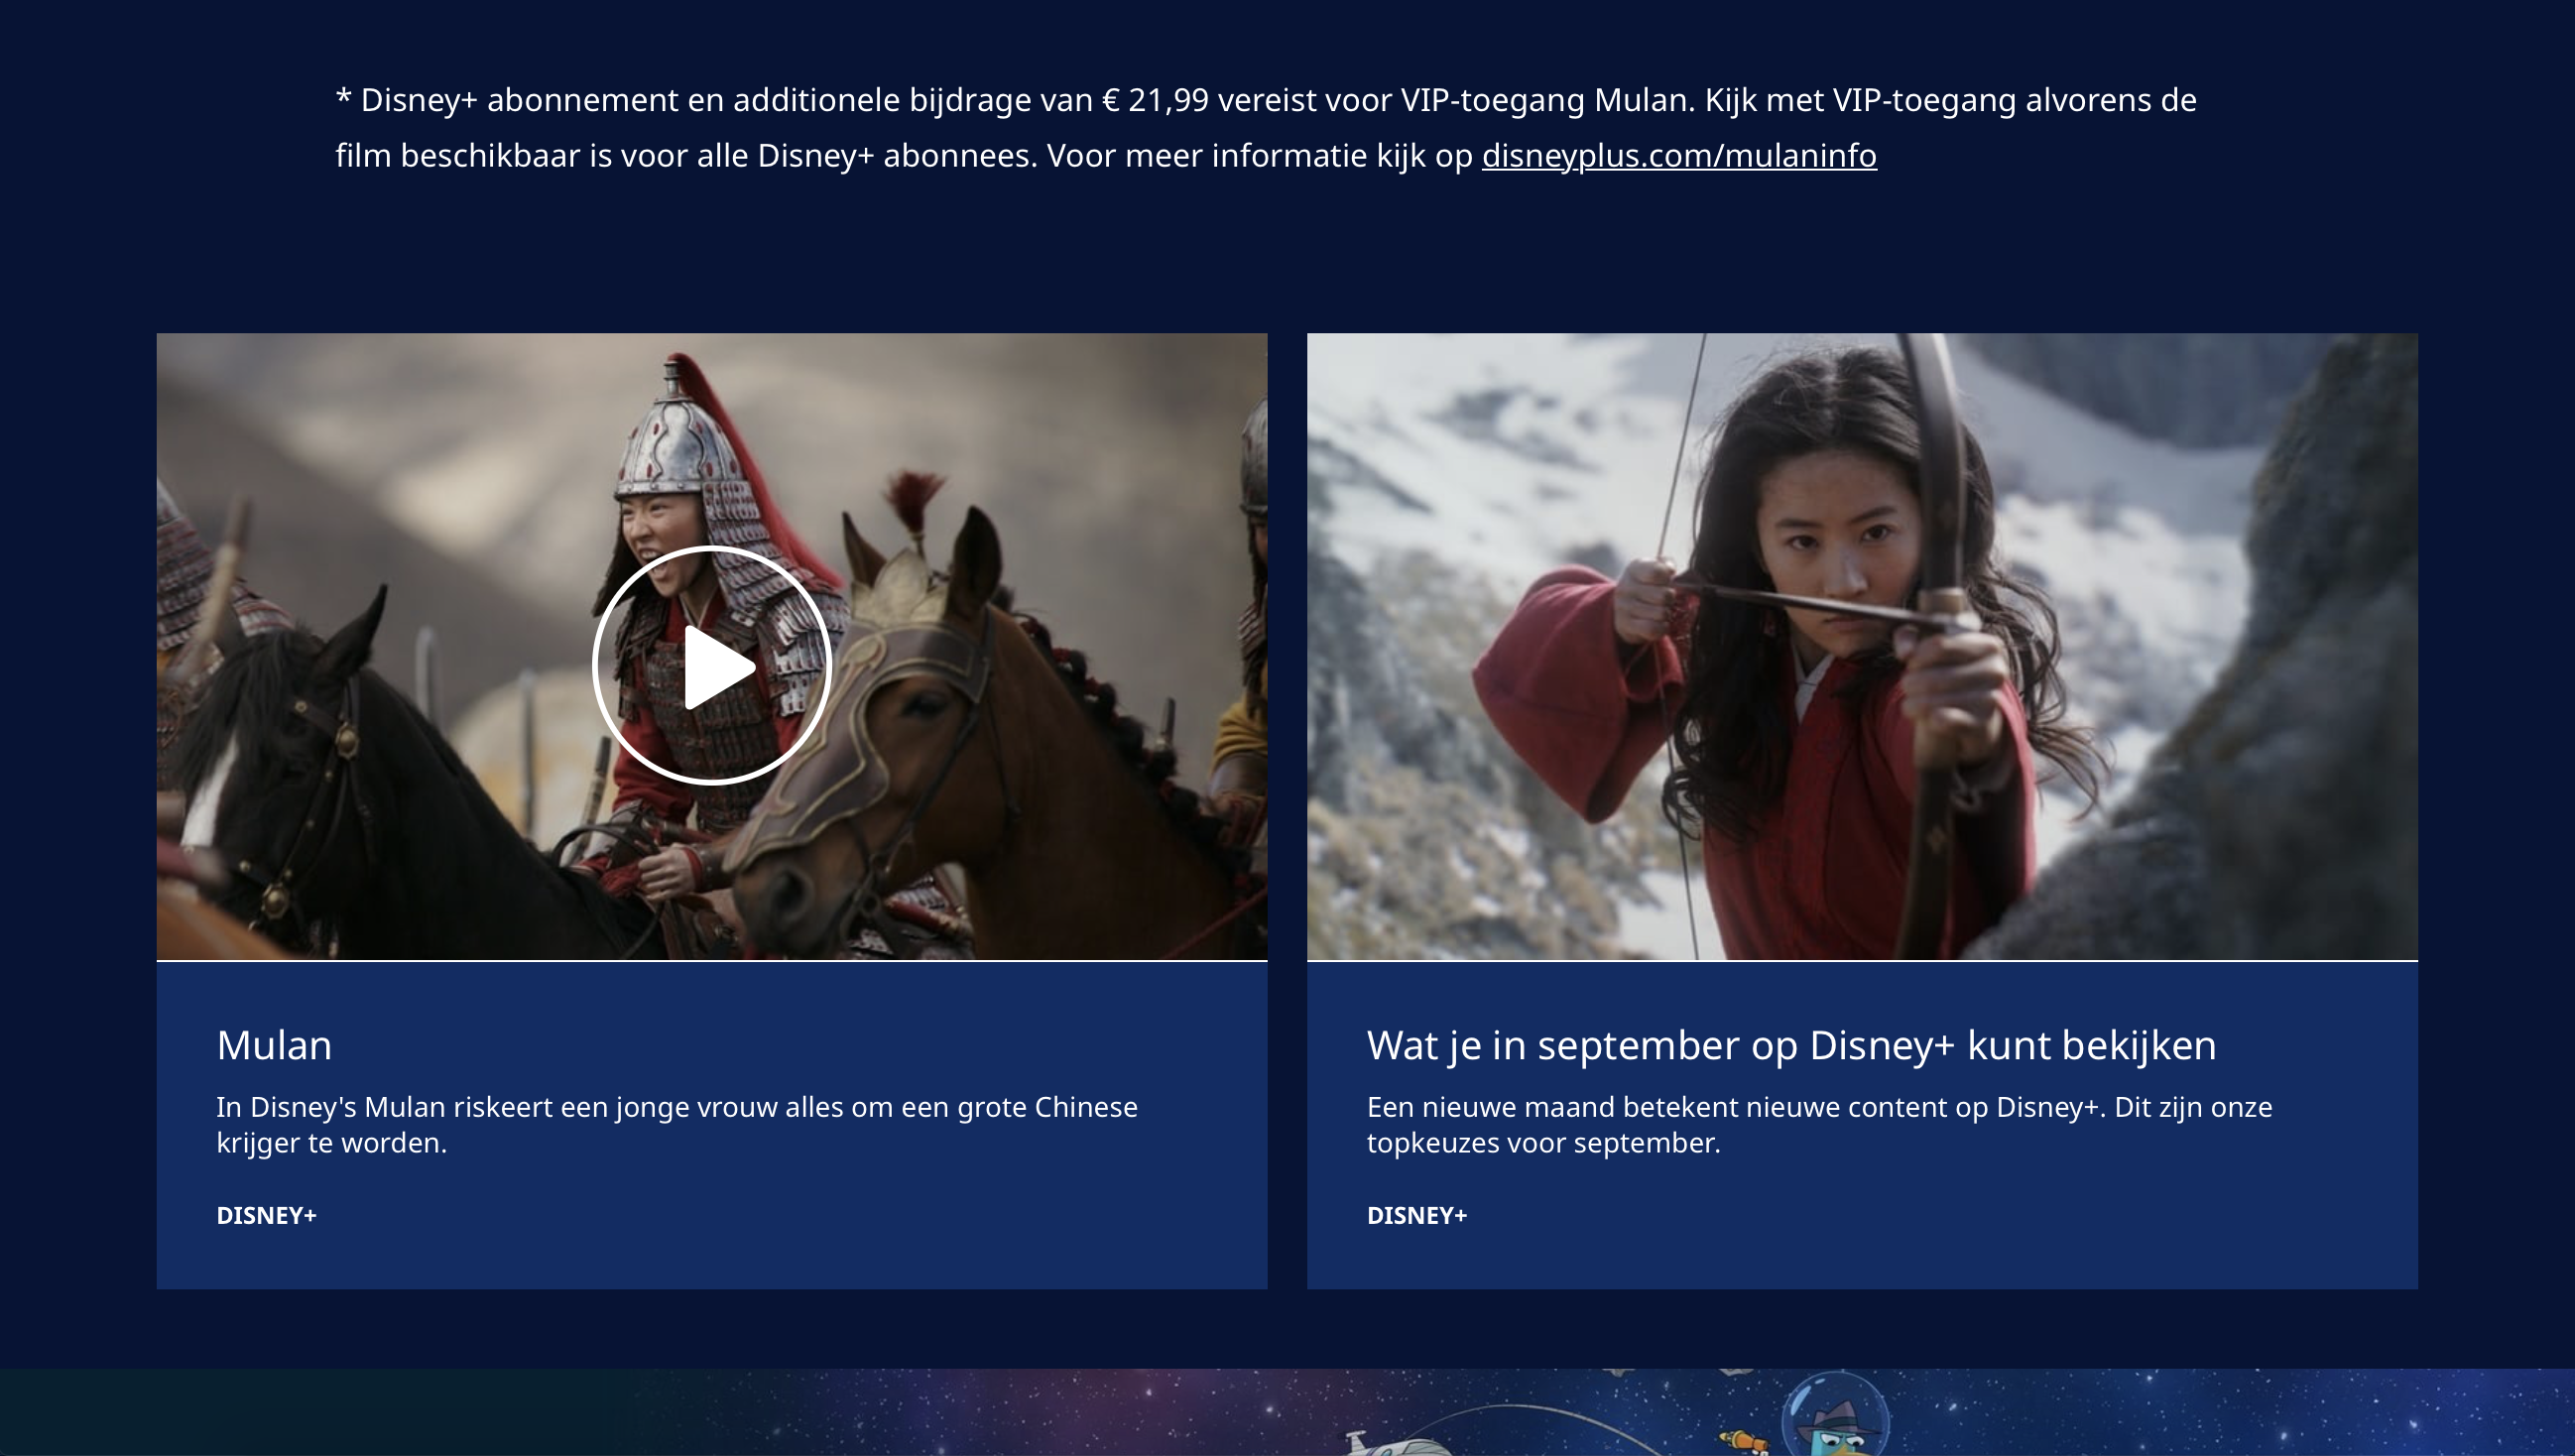 * Disney+ abonnement en additionele bijdrage van € 21,99 vereist voor VIP-toegang Mulan. Kijk met VIP-toegang alvorens de
film beschikbaar is voor alle Disney+ abonnees. Voor meer informatie kijk op disneyplus.com/mulaninfo
Mulan
In Disney's Mulan riskeert een jonge vrouw alles om een grote Chinese
krijger te worden.
DISNEY+
Wat je in september op Disney+ kunt bekijken
Een nieuwe maand betekent nieuwe content op Disney+. Dit zijn onze
topkeuzes voor september.
DISNEY+